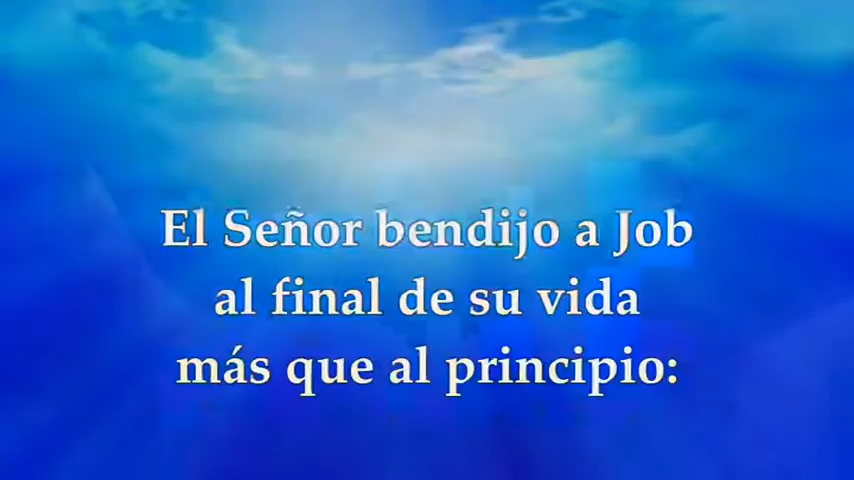 El Señor bendijo a Job
al final de su vida
más que al principio: